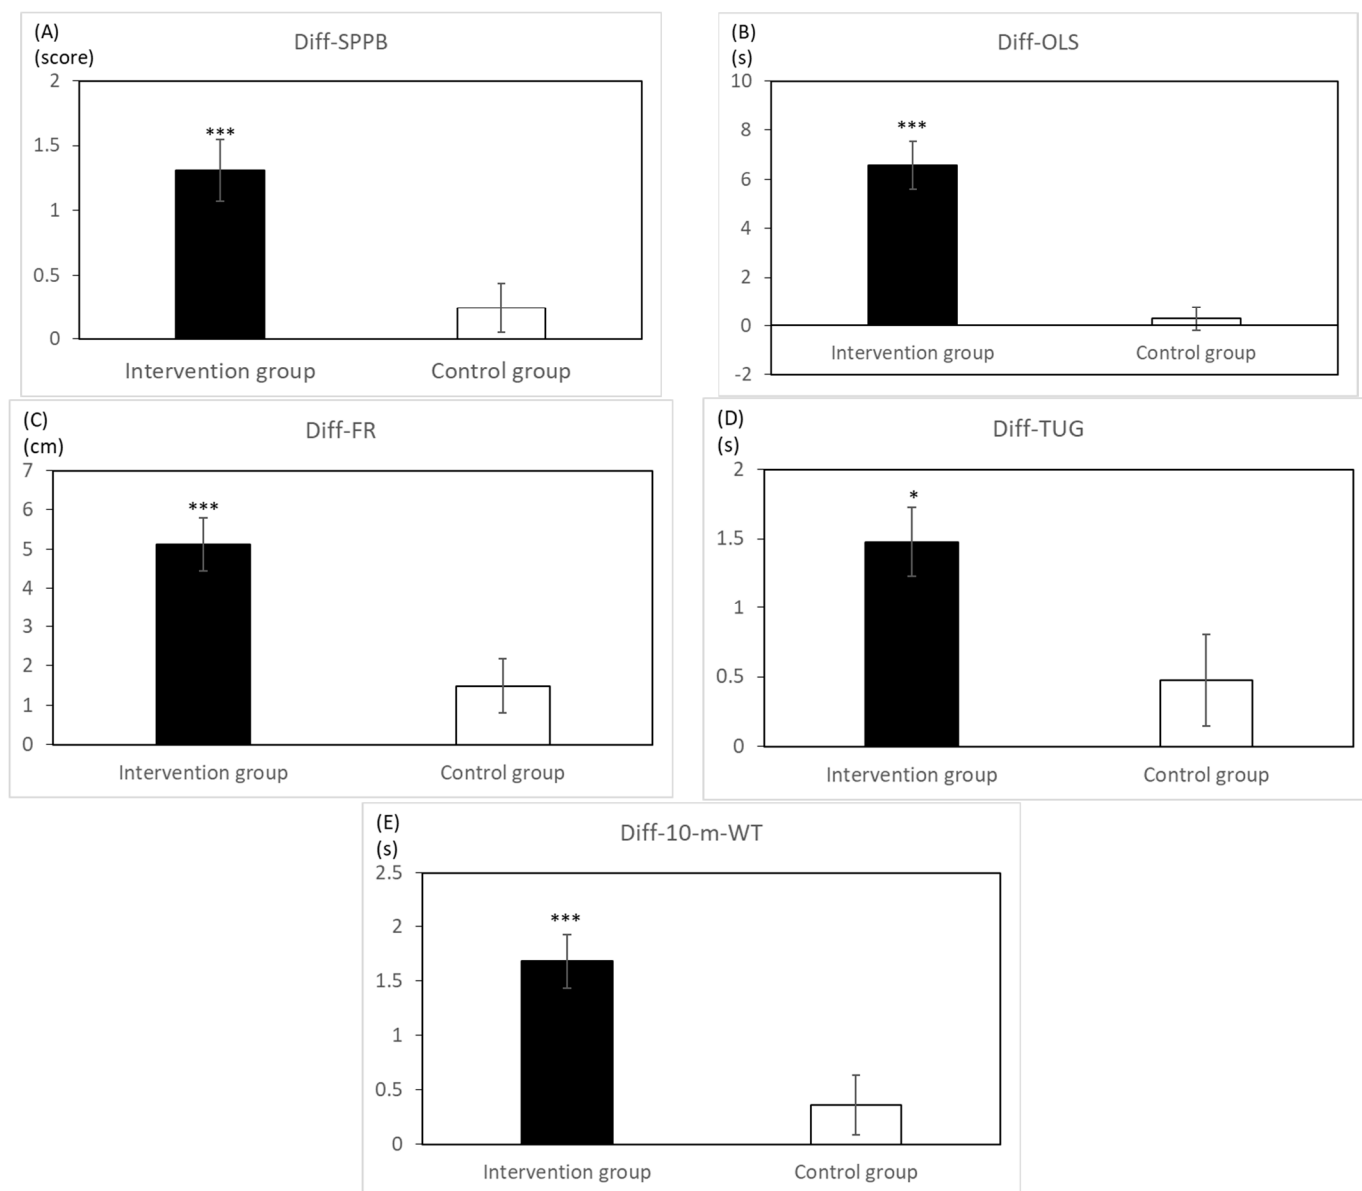 (A)
(score)
Diff-SPPB
2
1.5
1
0.5
0
***
Intervention group
Control group
(B)
(s)
Diff-OLS
10
8
6
4
2
0
-2
***
Intervention group
Control group
(C)
(cm)
Diff-FR
7
6
5
4
3
2
1
0
***
Intervention group
Control group
(D)
(s)
Diff-TUG
2
1.5
1
0.5
0
*
Intervention group
Control group
(E)
(s)
Diff-10-m-WT
2.5
2
1.5
1
0.5
0
***
Intervention group
Control group